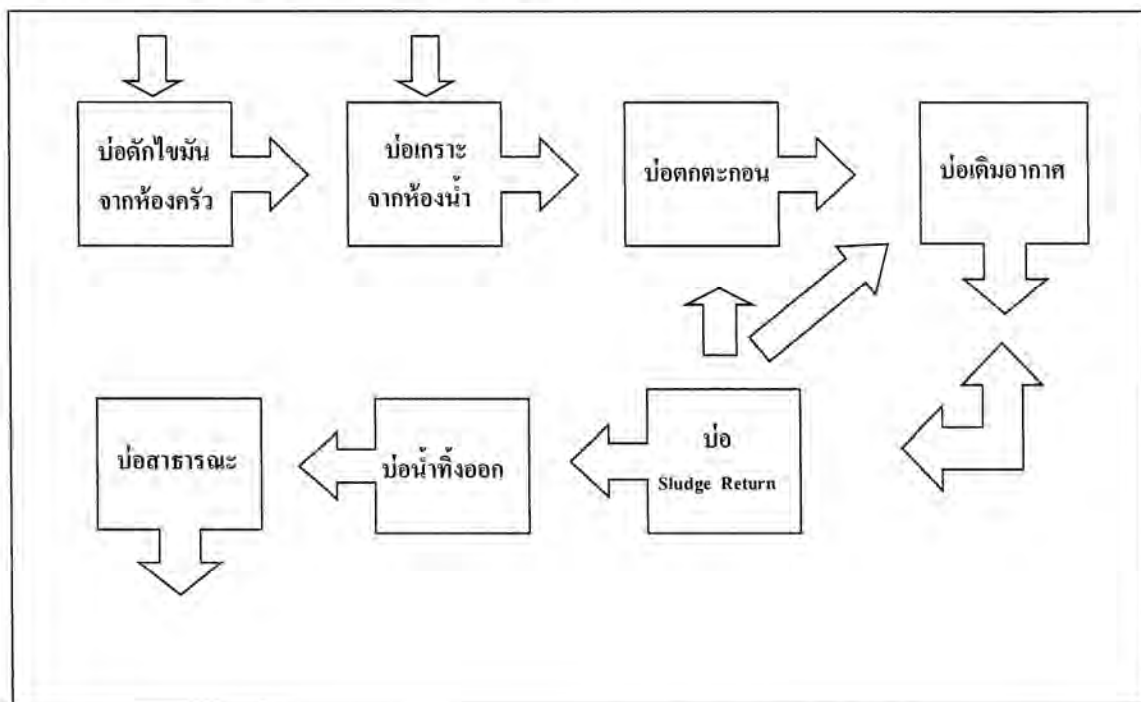 บ่อดักไขมัน
จากห้องครัว
บ่อเกราะ
จากห้องน้ำ
บ่อตกตะกอน
บ่อเติมอากาศ
บ่อสาธารณะ
บ่อน้ำทิ้งออก
บ่อ
Sludge Return